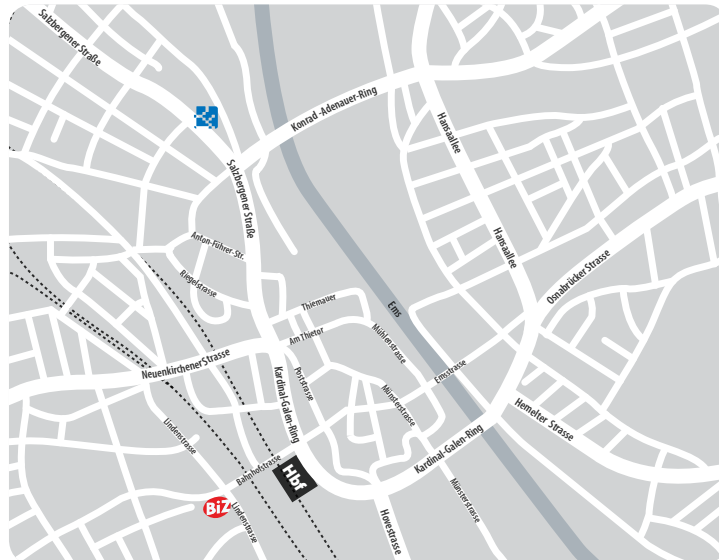 Salzbergener Straße
Konrad -Adenauer-Ring
Hansaallee
Salzbergener Straße
Anton-Führer-Str.
Hansaallee
Osnabrücker Strasse
Riegelstrasse
Thiemauer
Ems
Am Thietor
Mühlenstrasse
Neuenkirchener Strasse
Emsstrasse
Poststrasse
Kardinal-Galen-Ring
Münsterstrasse
Hemelter Strasse
Lindenstrasse
Kardinal-Galen-Ring
Bahnhofstrasse
Hbf
Münsterstrasse
BiZ
Lindenstrasse
Hovestrasse